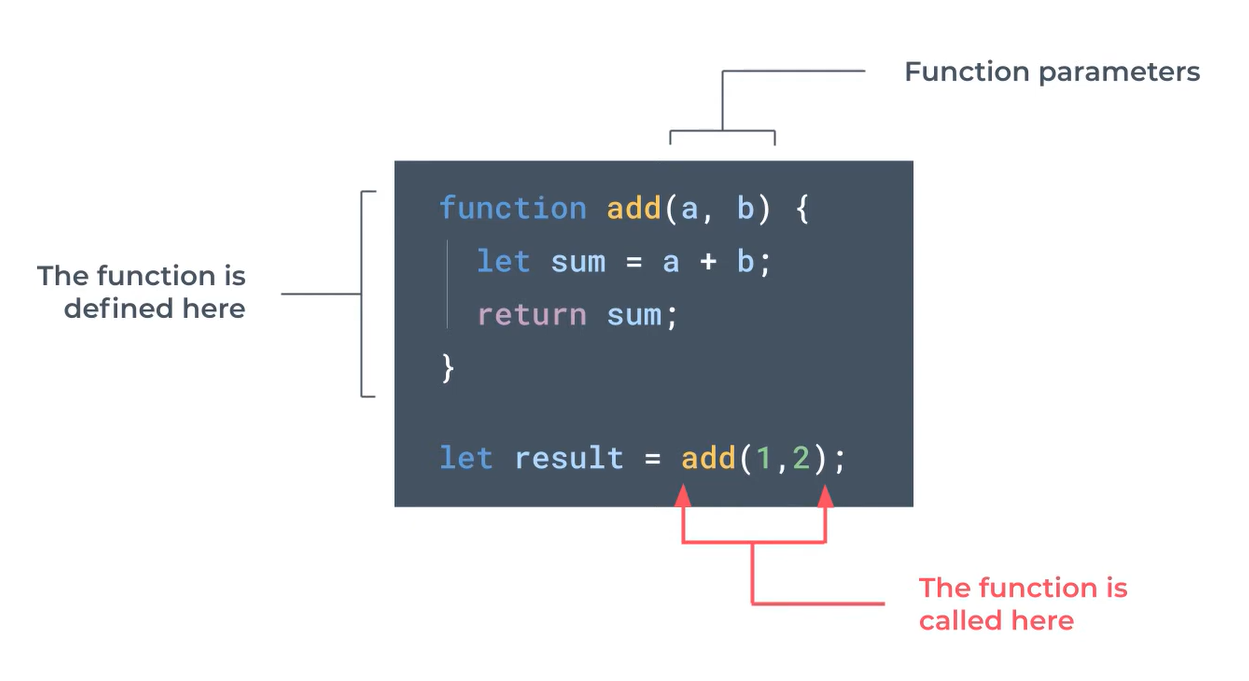 Function parameters
function add(a, b) {
let sum = a + b;
return sum;
}
The function is
defined here
let result = add(1,2);
The function is
called here